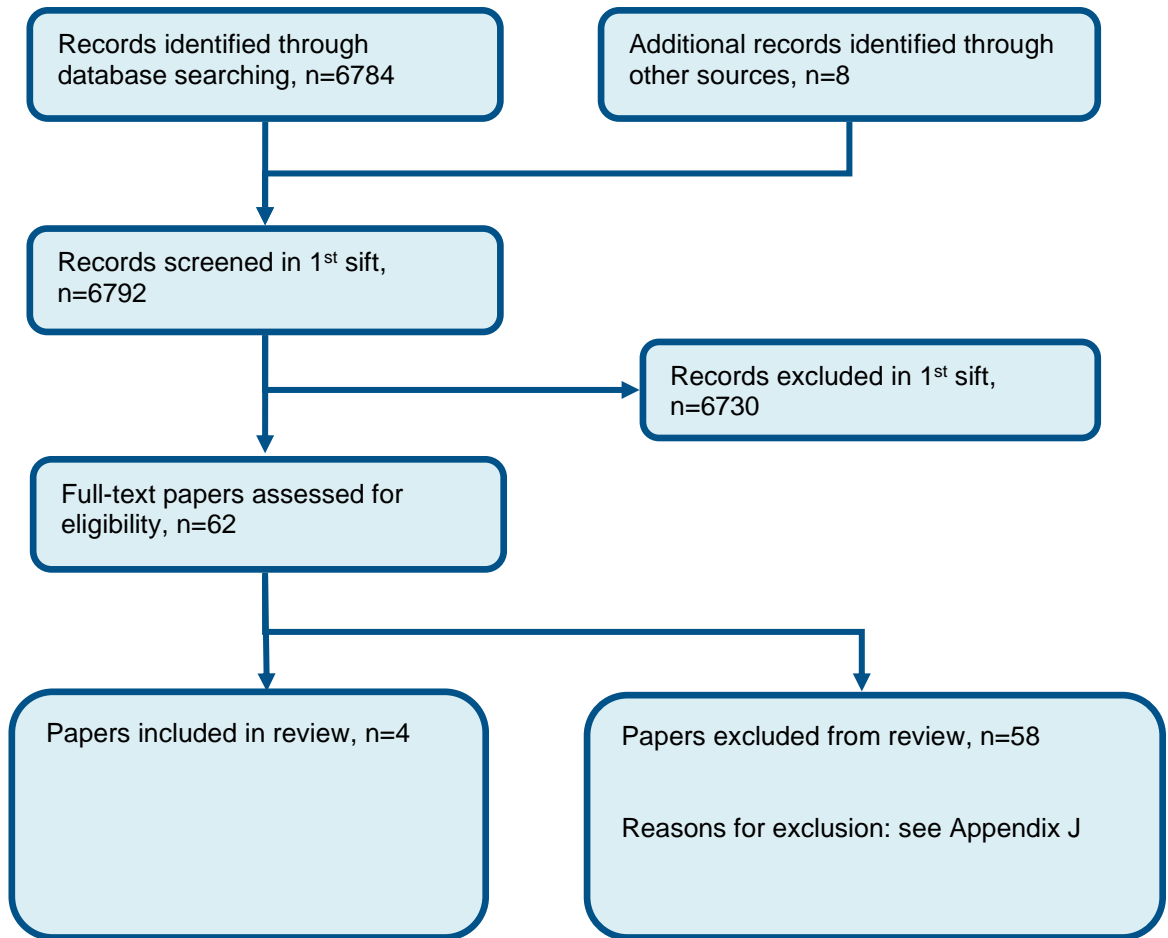 Records identified through
database searching, n=6784
Additional records identified through
other sources, n=8
Records screened in 1st sift,
n=6792
Records excluded in 1st sift,
n=6730
Full-text papers assessed for
eligibility, n=62
Papers included in review, n=4
Papers excluded from review, n=58
Reasons for exclusion: see Appendix J